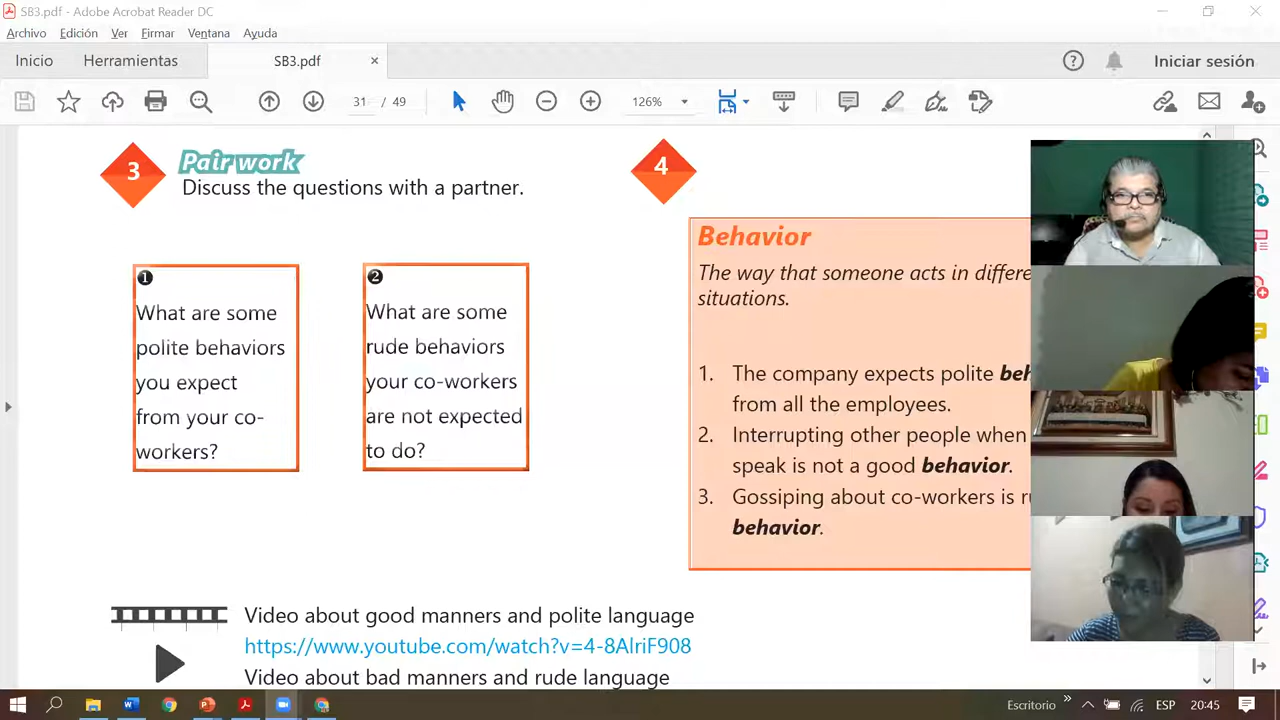 SB3.pdf - Adobe Acrobat Reader DC
Archivo Edición Ver Firmar Ventana Ayuda
Inicio Herramientas SB3.pdf × Iniciar sesión
31 / 49 126%
3 Pair work
Discuss the questions with a partner.
❶
What are some
polite behaviors
you expect
from your co-
workers?
❷
What are some
rude behaviors
your co-workers
are not expected
to do?
4
Behavior
The way that someone acts in differe
situations.
1. The company expects polite beh
from all the employees.
2. Interrupting other people when
speak is not a good behavior.
3. Gossiping about co-workers is r
behavior.
Video about good manners and polite language
https://www.youtube.com/watch?v=4-8AlriF908
Video about bad manners and rude language
Escritorio » ESP 20:45